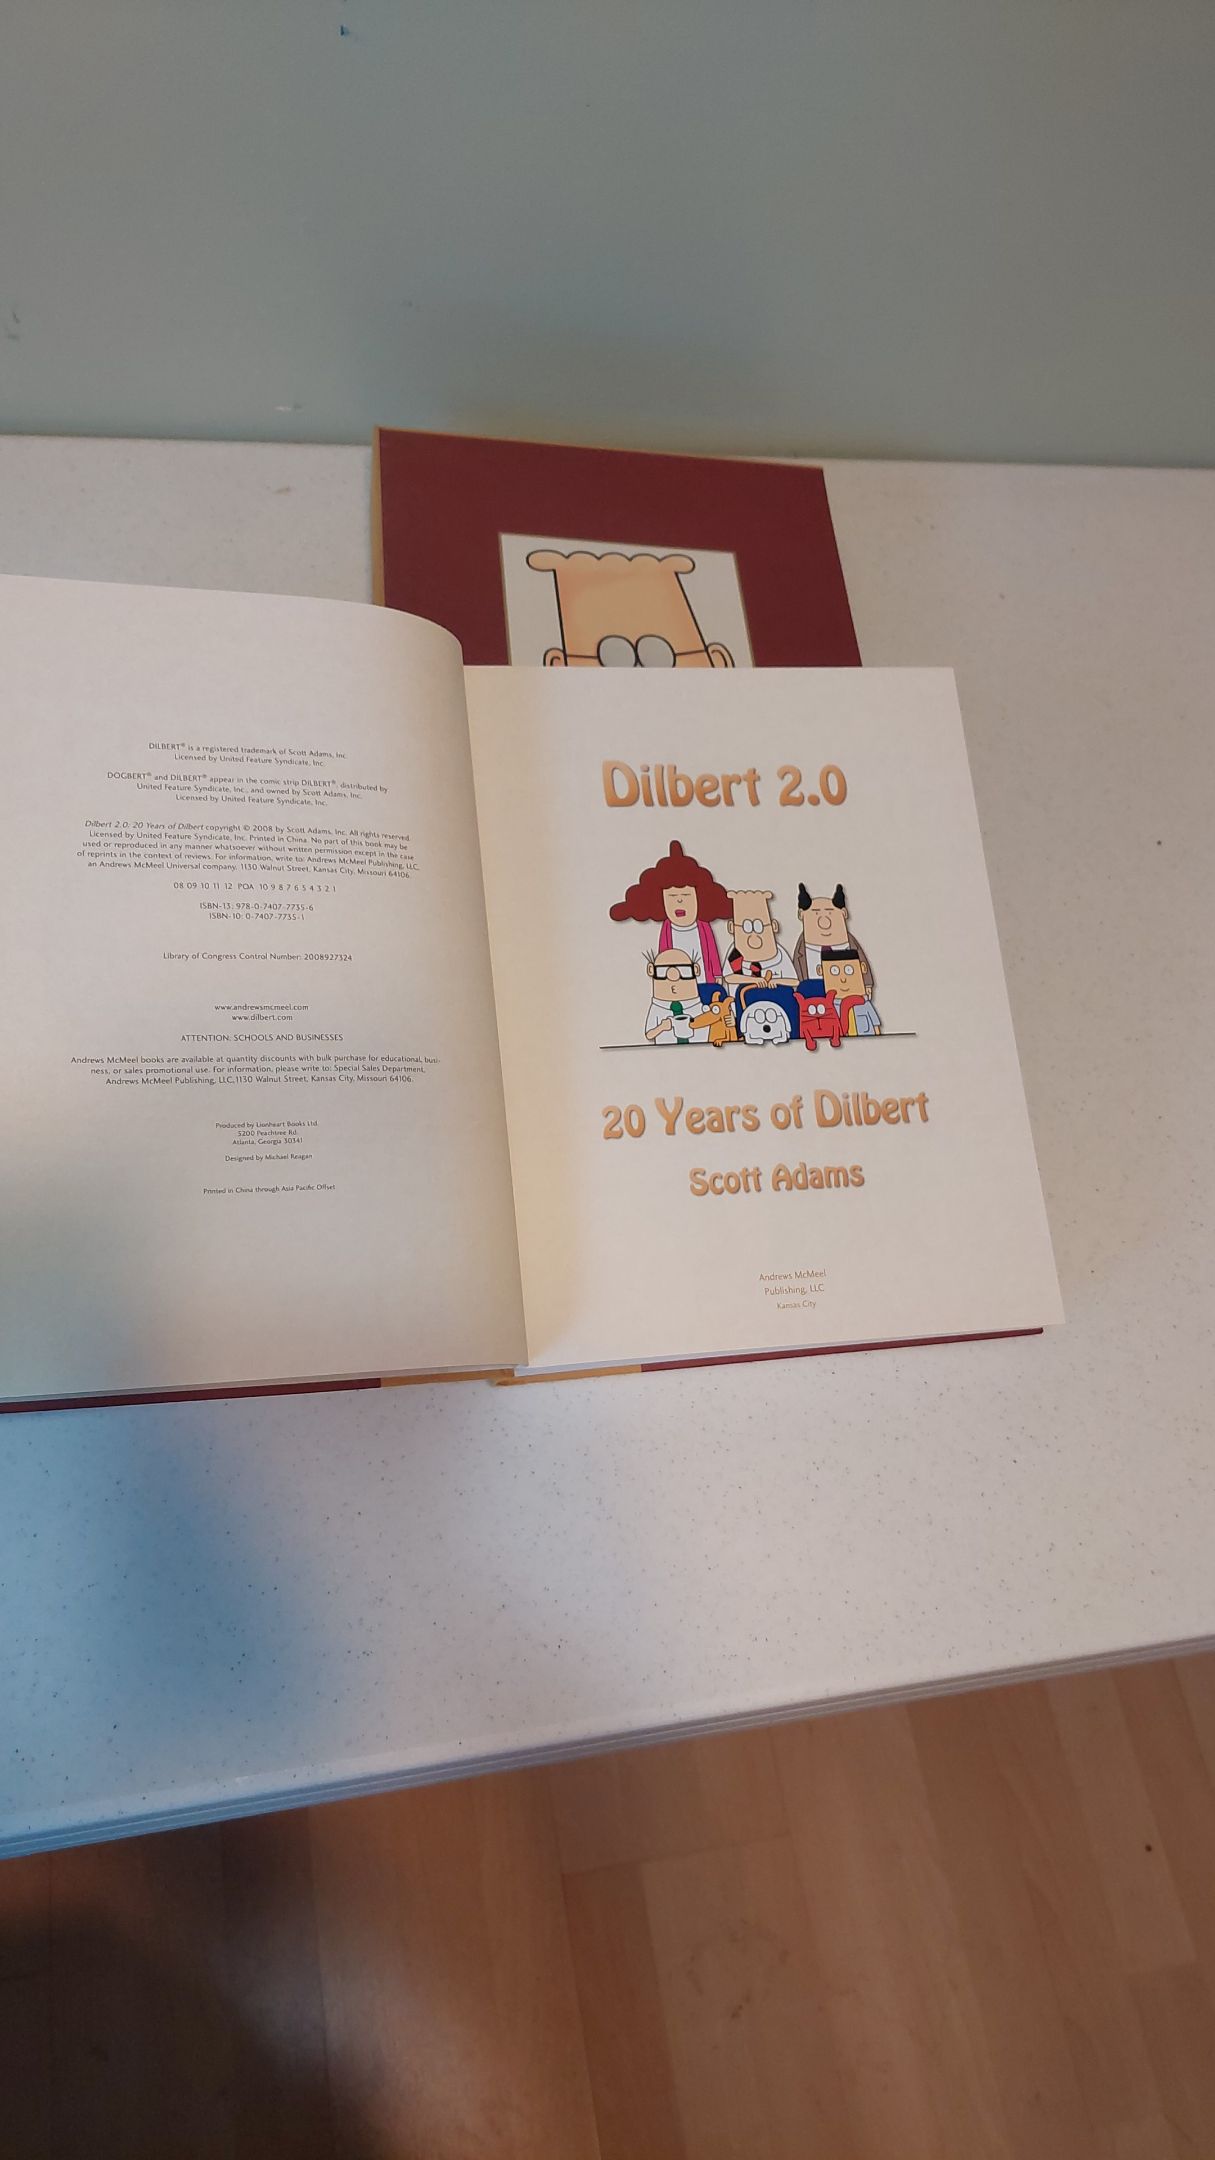 DILBERT® is a registered trademark of Scott Adams, Inc.
Licensed by United Feature Syndicate, Inc.
DOGBERT® and DILBERT® appear in the comic strip DILBERT®, distributed by
United Feature Syndicate, Inc., and owned by Scott Adams, Inc.
Licensed by United Feature Syndicate, Inc.
Dilbert 2.0: 20 Years of Dilbert copyright © 2008 by Scott Adams, Inc. All rights reserved.
Licensed by United Feature Syndicate, Inc. Printed in China. No part of this book may be
used or reproduced in any manner whatsoever without written permission except in the case
of reprints in the context of reviews. For information, write to: Andrews McMeel Publishing, LLC,
an Andrews McMeel Universal company, 1130 Walnut Street, Kansas City, Missouri 64106.
08 09 10 11 12 POA 10 9 8 7 6 5 4 3 2 1
ISBN-13: 978-0-7407-7735-6
ISBN-10: 0-7407-7735-1
Library of Congress Control Number: 2008927324
www.andrewsmcmeel.com
www.dilbert.com
ATTENTION: SCHOOLS AND BUSINESSES
Andrews McMeel books are available at quantity discounts with bulk purchase for educational, busi-
ness, or sales promotional use. For information, please write to: Special Sales Department,
Andrews McMeel Publishing, LLC, 1130 Walnut Street, Kansas City, Missouri 64106.
Produced by Lionheart Books Ltd.
5200 Peachtree Rd.
Atlanta, Georgia 30341
Designed by Michael Reagan
Printed in China through Asia Pacific Offset
Dilbert 2.0
20 Years of Dilbert
Scott Adams
Andrews McMeel
Publishing, LLC
Kansas City